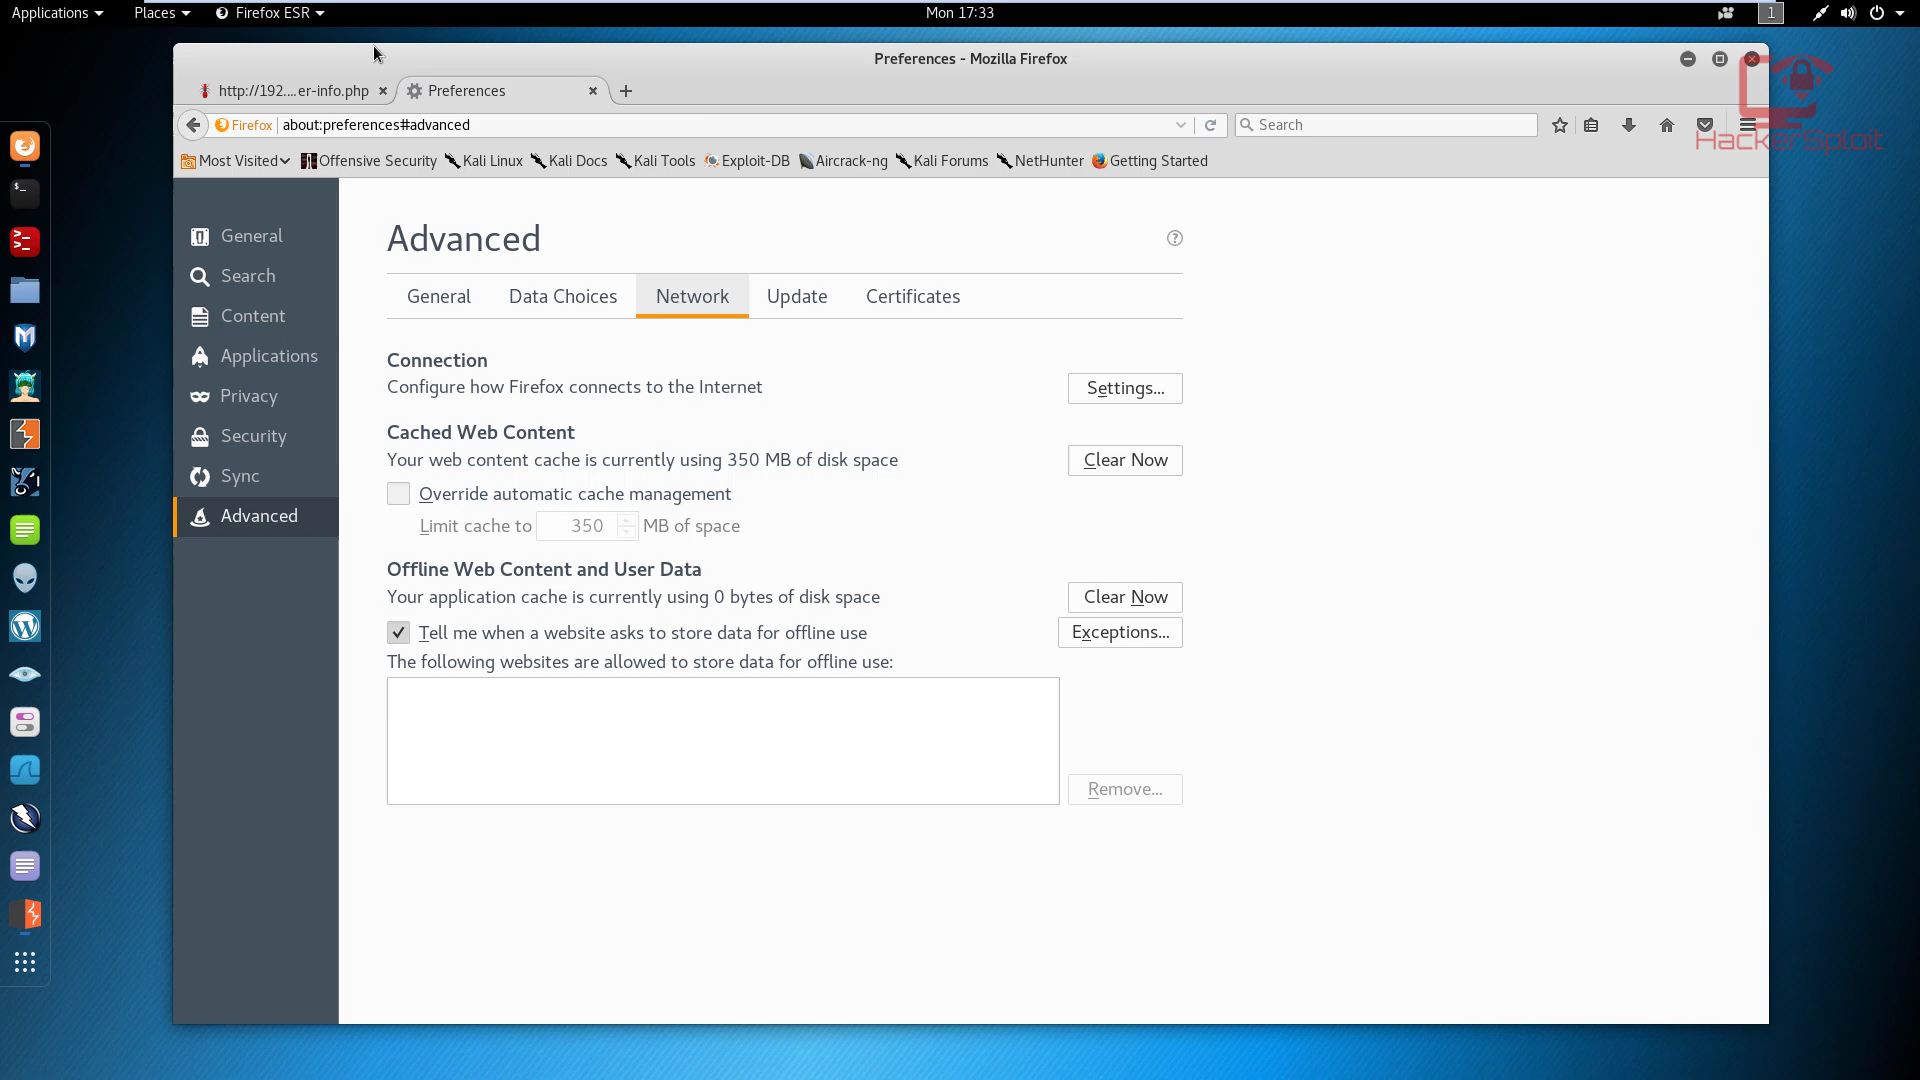 Applications Places Firefox ESR Mon 17:33 1
Preferences - Mozilla Firefox
http://192....er-info.php Preferences
Firefox about:preferences#advanced Search
Most Visited Offensive Security Kali Linux Kali Docs Kali Tools Exploit-DB Aircrack-ng Kali Forums NetHunter Getting Started
HackerSploit
General
Search
Content
Applications
Privacy
Security
Sync
Advanced
Advanced
General Data Choices Network Update Certificates
Connection
Configure how Firefox connects to the Internet Settings...
Cached Web Content
Your web content cache is currently using 350 MB of disk space Clear Now
Override automatic cache management
Limit cache to 350 MB of space
Offline Web Content and User Data
Your application cache is currently using 0 bytes of disk space Clear Now
Tell me when a website asks to store data for offline use Exceptions...
The following websites are allowed to store data for offline use:
Remove...